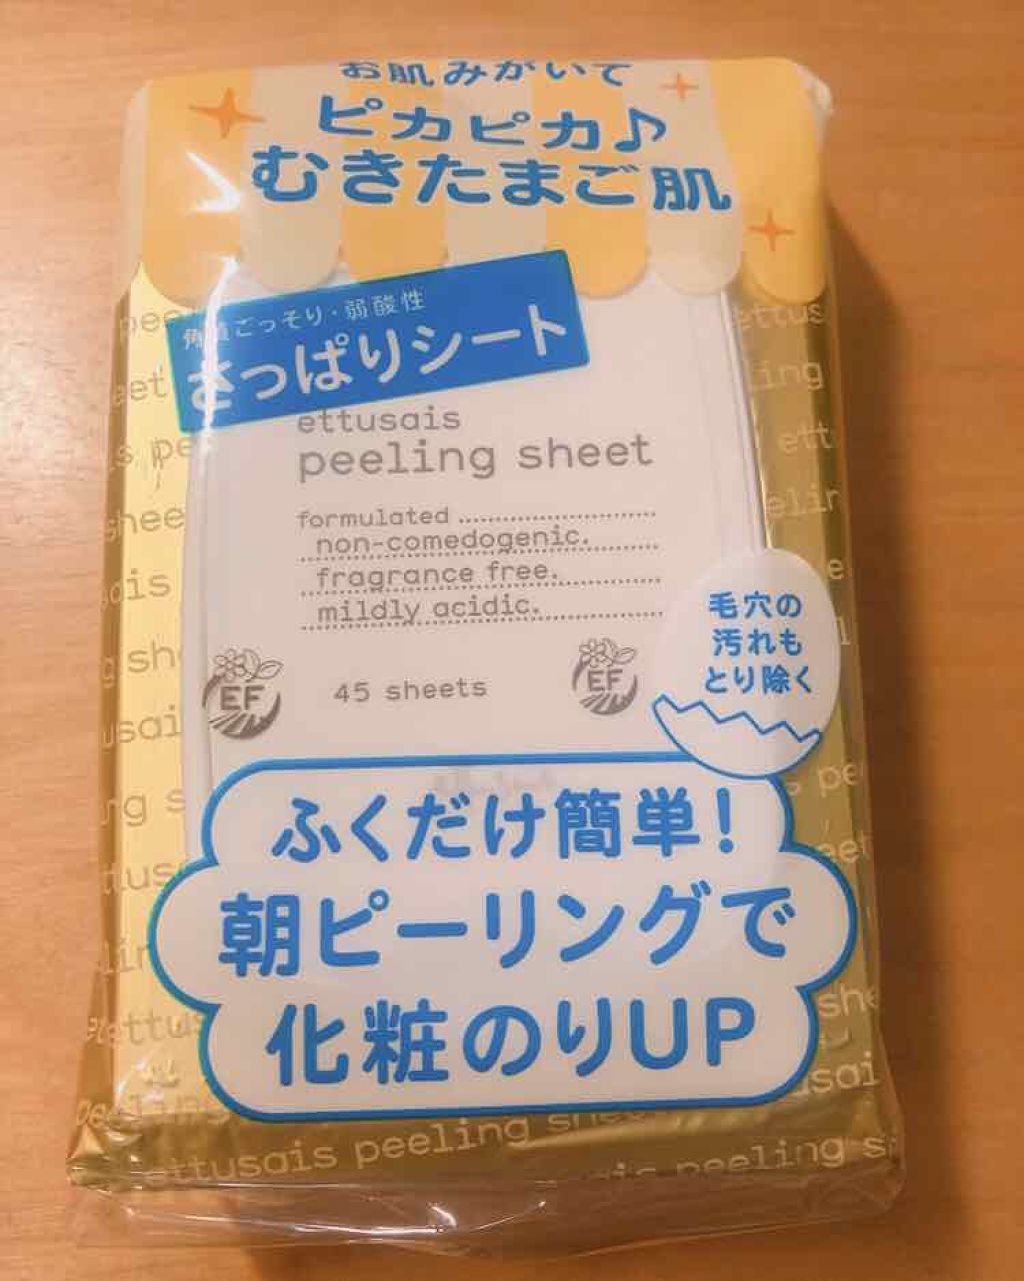 お肌みがいて
ピカピカ♪
むきたまご肌
角質ごっそり・弱酸性
さっぱりシート
ettusais
peeling sheet
formulated
non-comedogenic.
fragrance free.
mildly acidic.
EF
45 sheets
EF
毛穴の
汚れも
とり除く
ふくだけ簡単!
朝ピーリングで
化粧のりUP
ettusais peeling